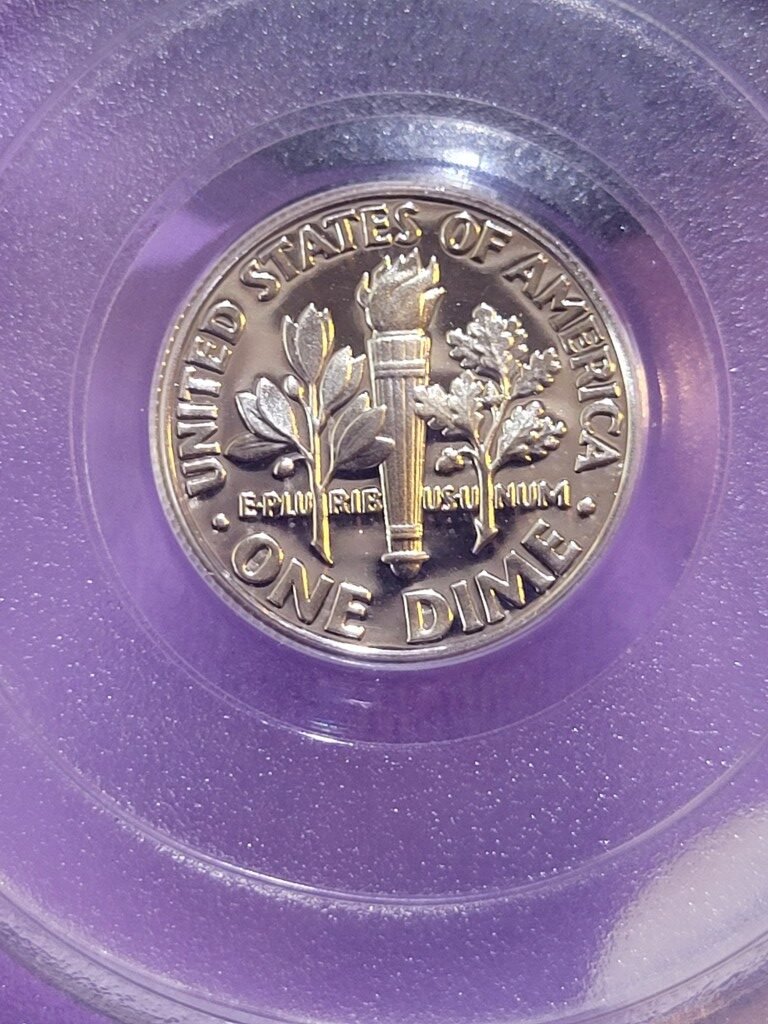 UNITED STATES OF AMERICA
E·PLURIBUS·UNUM
· ONE DIME ·